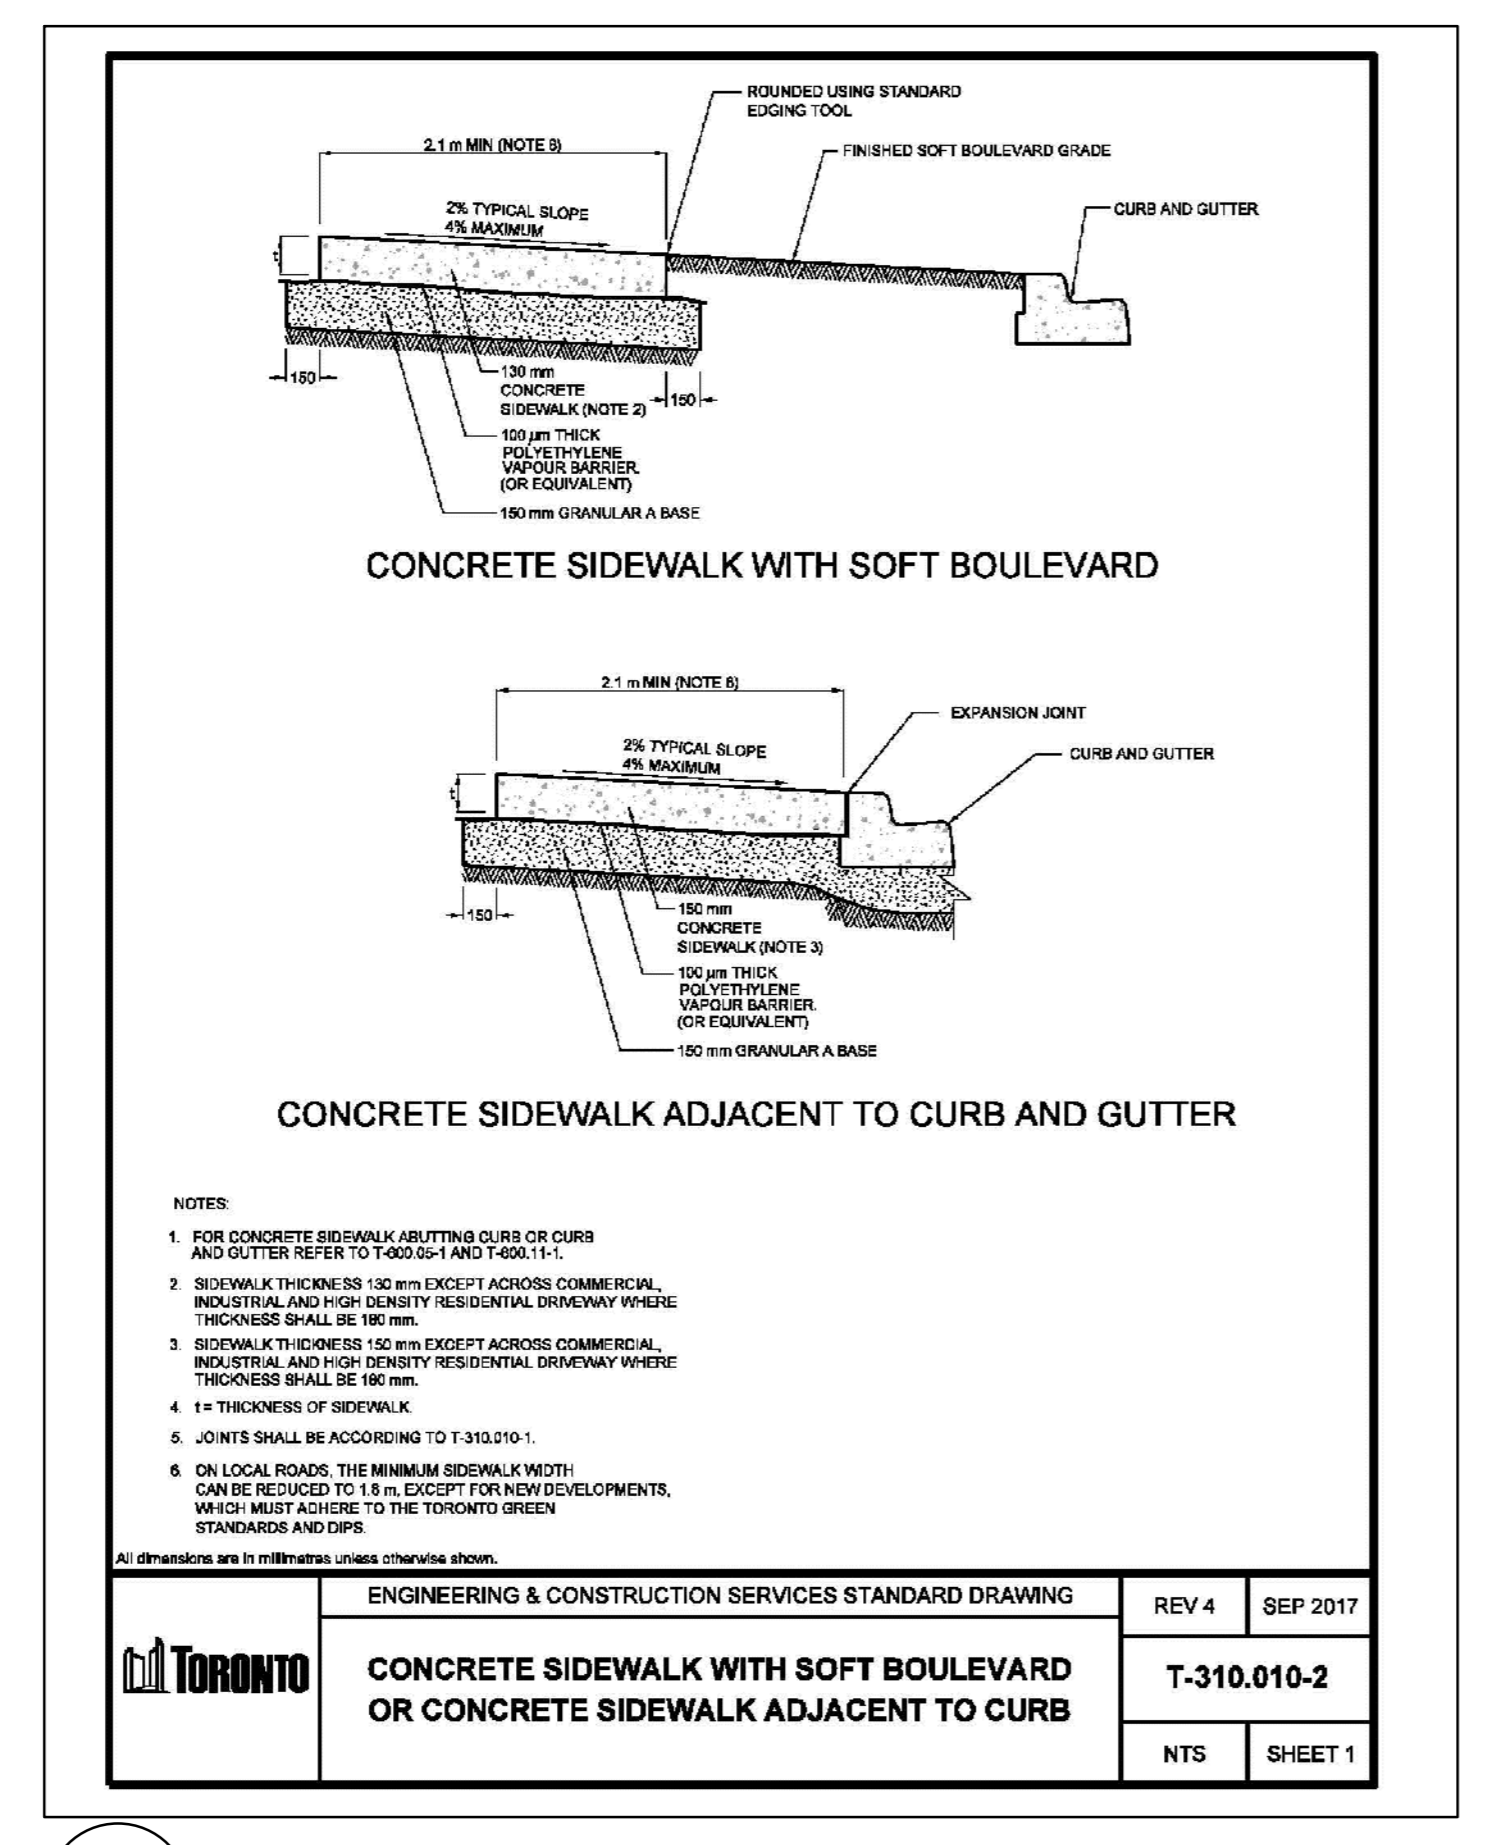 ROUNDED USING STANDARD
EDGING TOOL
2.1 m MIN (NOTE 6)
FINISHED SOFT BOULEVARD GRADE
2% TYPICAL SLOPE
4% MAXIMUM
CURB AND GUTTER
t
150
130 mm
CONCRETE
SIDEWALK (NOTE 2)
150
100 µm THICK
POLYETHYLENE
VAPOUR BARRIER.
(OR EQUIVALENT)
150 mm GRANULAR A BASE
CONCRETE SIDEWALK WITH SOFT BOULEVARD
2.1 m MIN (NOTE 6)
EXPANSION JOINT
2% TYPICAL SLOPE
4% MAXIMUM
CURB AND GUTTER
t
150
150 mm
CONCRETE
SIDEWALK (NOTE 3)
100 µm THICK
POLYETHYLENE
VAPOUR BARRIER.
(OR EQUIVALENT)
150 mm GRANULAR A BASE
CONCRETE SIDEWALK ADJACENT TO CURB AND GUTTER
NOTES:
1. FOR CONCRETE SIDEWALK ABUTTING CURB OR CURB
AND GUTTER REFER TO T-600.05-1 AND T-600.11-1.
2. SIDEWALK THICKNESS 130 mm EXCEPT ACROSS COMMERCIAL,
INDUSTRIAL AND HIGH DENSITY RESIDENTIAL DRIVEWAY WHERE
THICKNESS SHALL BE 180 mm.
3. SIDEWALK THICKNESS 150 mm EXCEPT ACROSS COMMERCIAL,
INDUSTRIAL AND HIGH DENSITY RESIDENTIAL DRIVEWAY WHERE
THICKNESS SHALL BE 180 mm.
4. t = THICKNESS OF SIDEWALK.
5. JOINTS SHALL BE ACCORDING TO T-310.010-1.
6. ON LOCAL ROADS, THE MINIMUM SIDEWALK WIDTH
CAN BE REDUCED TO 1.8 m, EXCEPT FOR NEW DEVELOPMENTS,
WHICH MUST ADHERE TO THE TORONTO GREEN
STANDARDS AND DIPS.
All dimensions are in millimetres unless otherwise shown.
TORONTO
ENGINEERING & CONSTRUCTION SERVICES STANDARD DRAWING
REV 4
SEP 2017
CONCRETE SIDEWALK WITH SOFT BOULEVARD
OR CONCRETE SIDEWALK ADJACENT TO CURB
T-310.010-2
NTS
SHEET 1